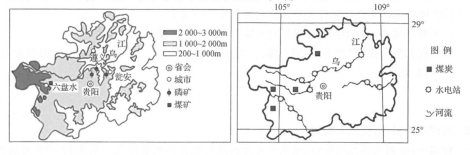 江
乌
遵义
瓮安
六盘水
贵阳
2 000~3 000m
1 000~2 000m
200~1 000m
省会
城市
磷矿
煤矿
105°
109°
29°
25°
江
乌
贵阳
图 例
煤炭
水电站
河流